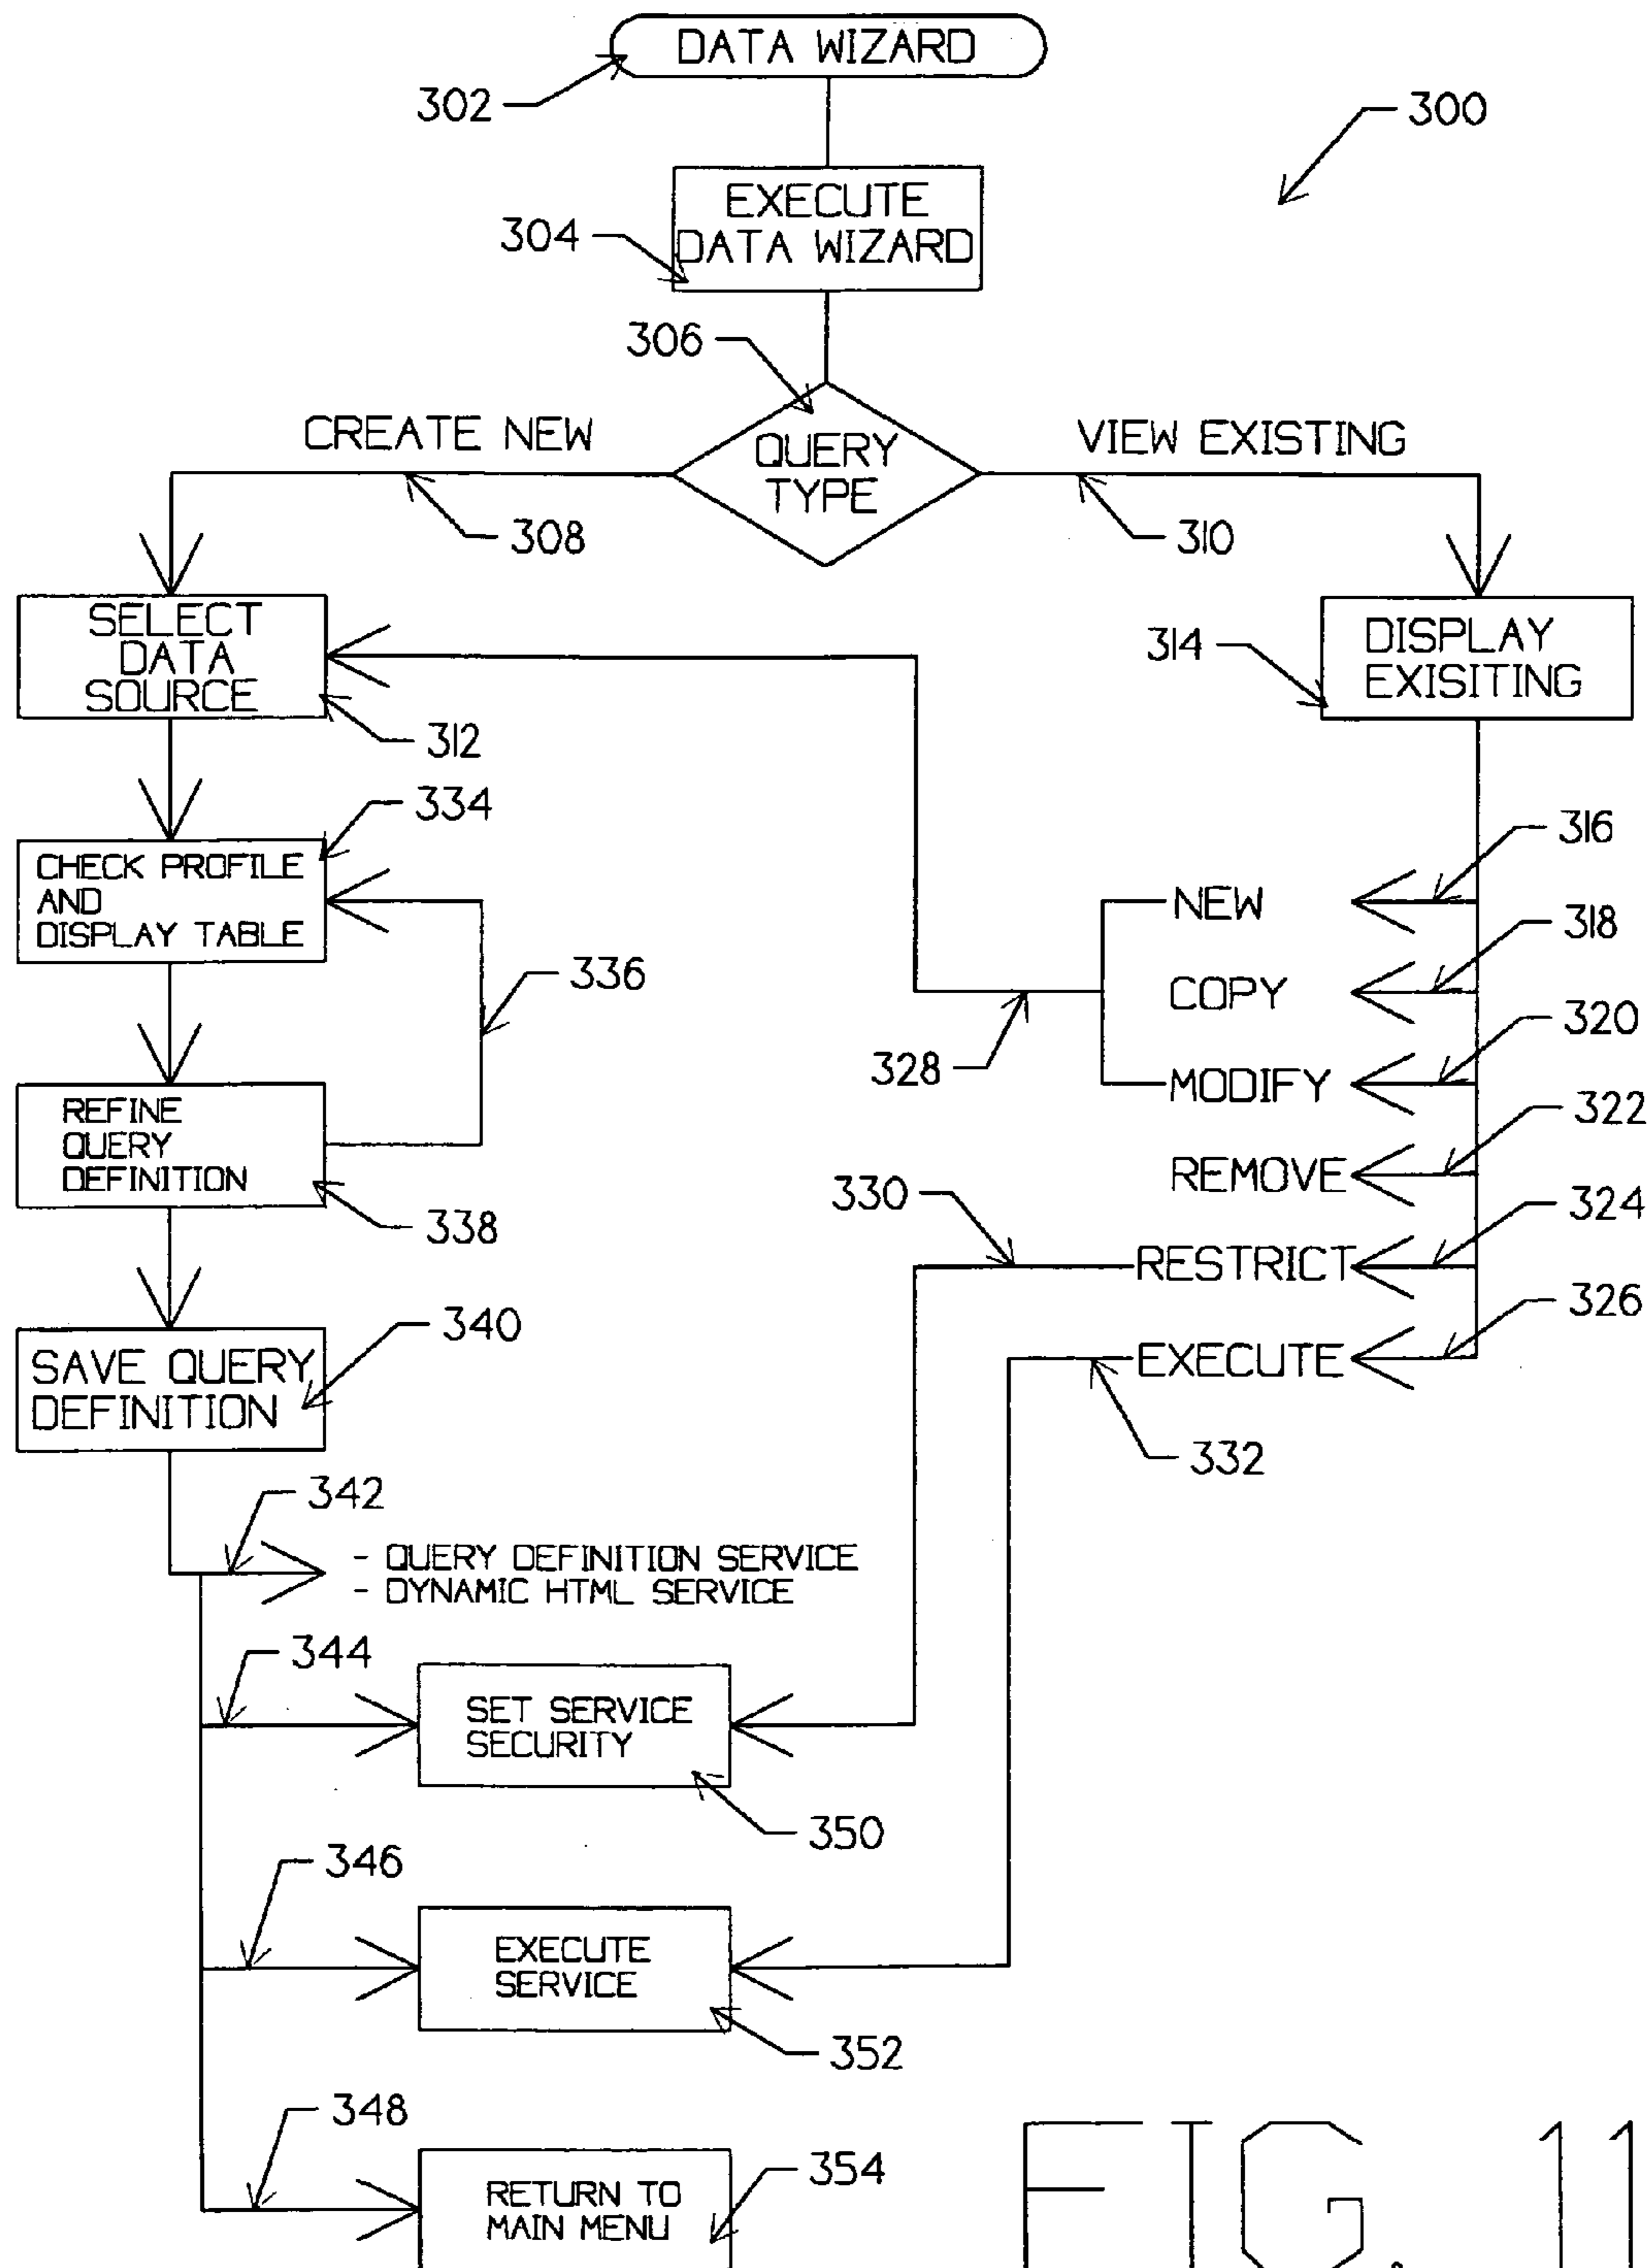 DATA WIZARD
302
300
EXECUTE
DATA WIZARD
304
306
CREATE NEW
QUERY
TYPE
VIEW EXISTING
308
310
SELECT
DATA
SOURCE
312
314
DISPLAY
EXISITING
334
CHECK PROFILE
AND
DISPLAY TABLE
336
316
NEW
318
COPY
320
328
MODIFY
322
REMOVE
REFINE
QUERY
DEFINITION
338
330
324
RESTRICT
326
EXECUTE
332
340
SAVE QUERY
DEFINITION
342
- QUERY DEFINITION SERVICE
- DYNAMIC HTML SERVICE
344
SET SERVICE
SECURITY
350
346
EXECUTE
SERVICE
352
348
RETURN TO
MAIN MENU
354
FIG. 11